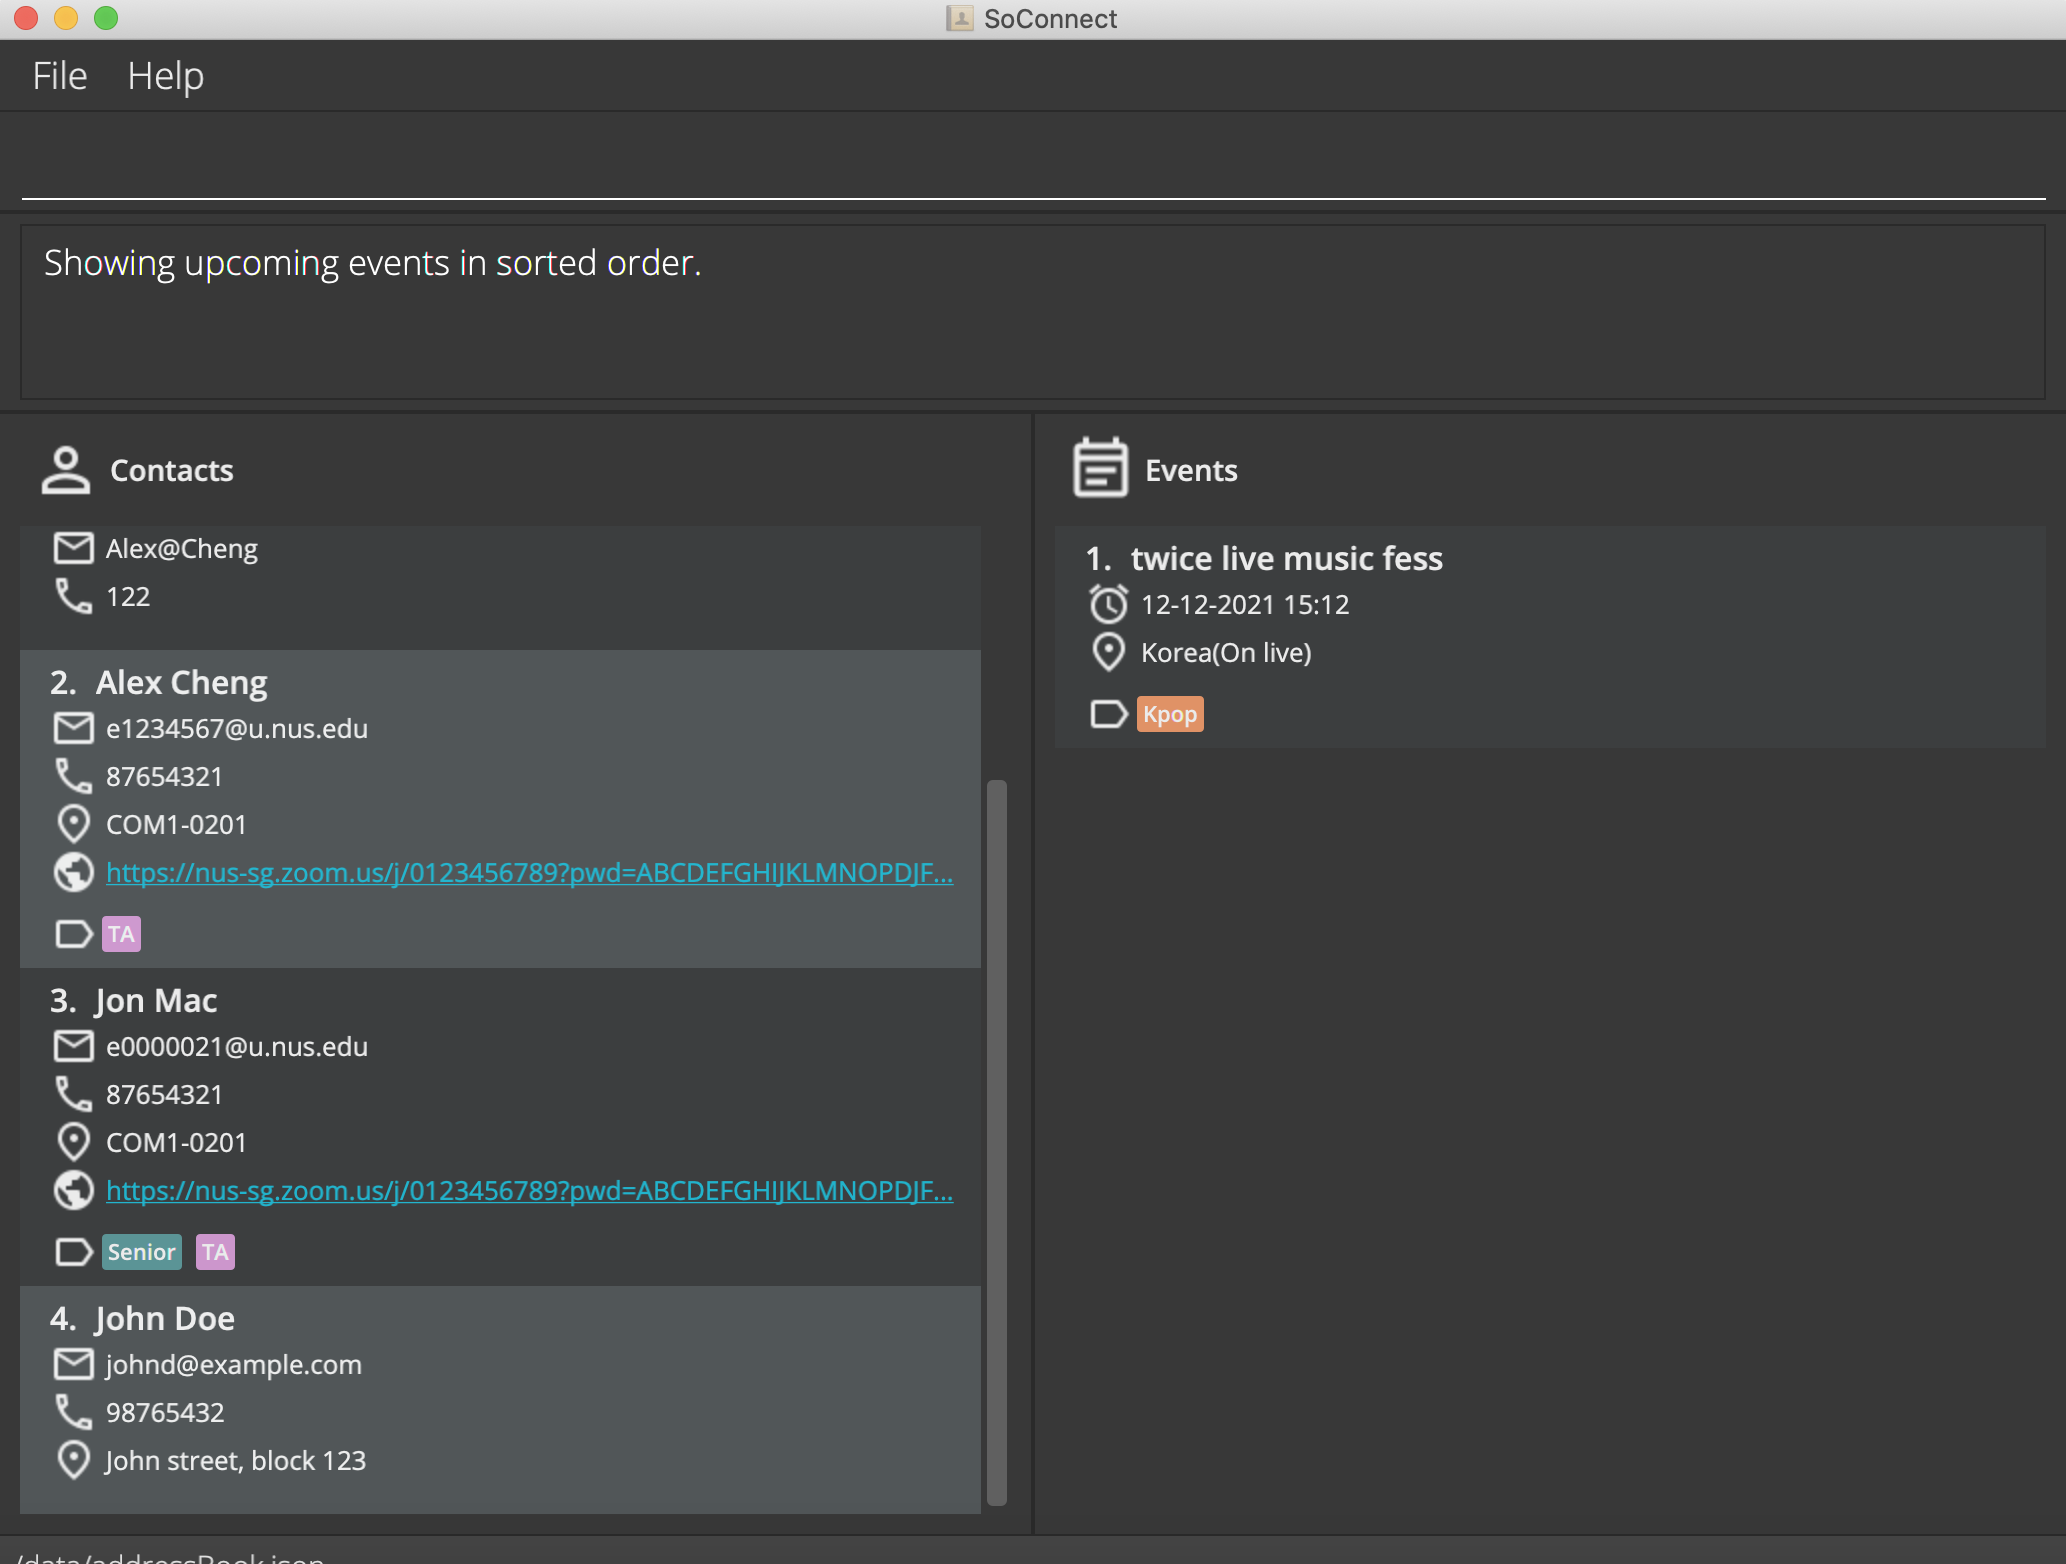 SoConnect
File Help
Showing upcoming events in sorted order.
Contacts
Alex@Cheng
122
2. Alex Cheng
e1234567@u.nus.edu
87654321
COM1-0201
https://nus-sg.zoom.us/j/0123456789?pwd=ABCDEFGHIJKLMNOPDJF...
TA
3. Jon Mac
e0000021@u.nus.edu
87654321
COM1-0201
https://nus-sg.zoom.us/j/0123456789?pwd=ABCDEFGHIJKLMNOPDJF...
Senior TA
4. John Doe
johnd@example.com
98765432
John street, block 123
Events
1. twice live music fess
12-12-2021 15:12
Korea(On live)
Kpop
/data/addressBook.json